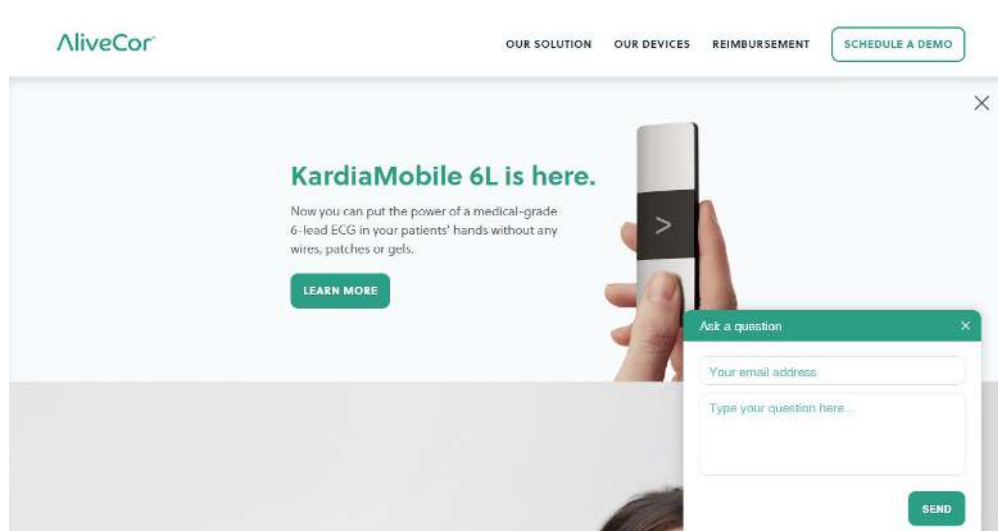 AliveCor
OUR SOLUTION OUR DEVICES REIMBURSEMENT SCHEDULE A DEMO
KardiaMobile 6L is here.
Now you can put the power of a medical-grade
6-lead ECG in your patients' hands without any
wires, patches or gels.
LEARN MORE
Ask a question
Your email address
Type your question here...
SEND